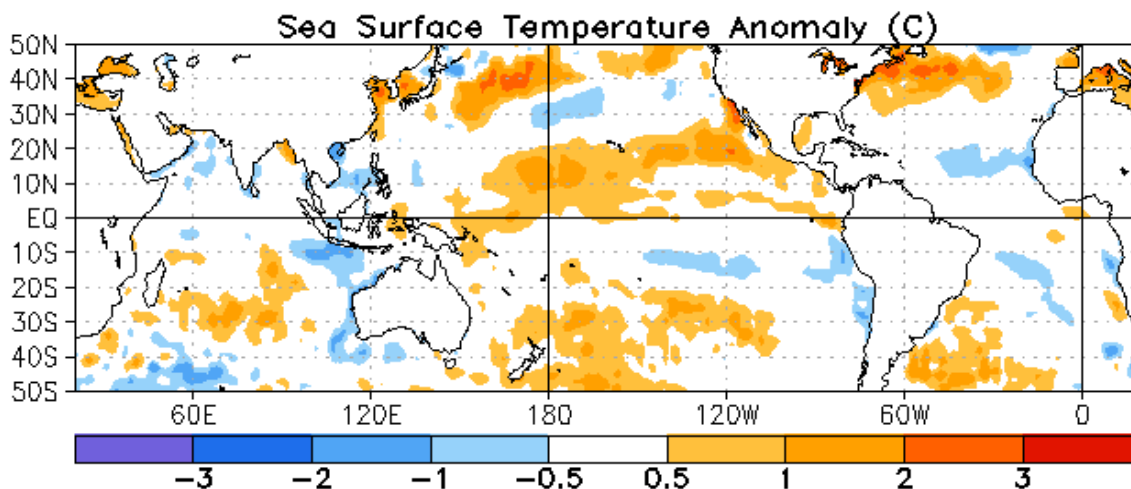 Sea Surface Temperature Anomaly (C)
50N
40N
30N
20N
10N
EQ
10S
20S
30S
40S
50S
60E 120E 180 120W 60W 0
-3 -2 -1 -0.5 0.5 1 2 3